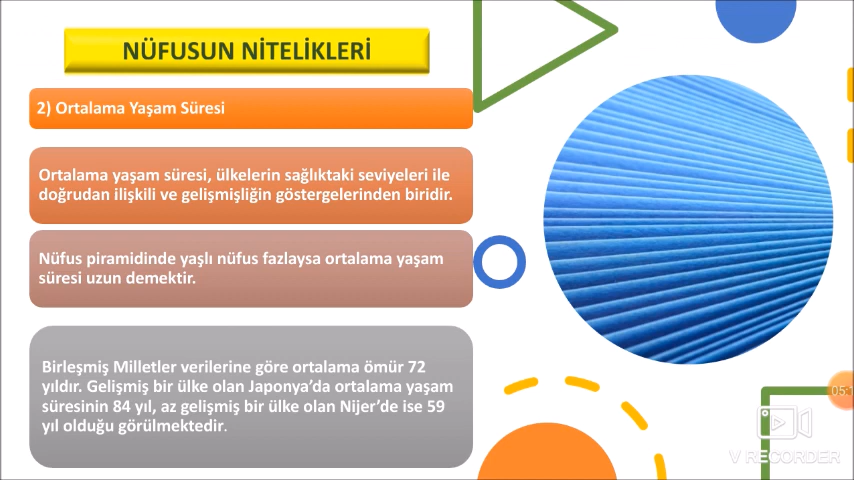 NÜFUSUN NİTELİKLERİ
2) Ortalama Yaşam Süresi
Ortalama yaşam süresi, ülkelerin sağlıktaki seviyeleri ile
doğrudan ilişkili ve gelişmişliğin göstergelerinden biridir.
Nüfus piramidinde yaşlı nüfus fazlaysa ortalama yaşam
süresi uzun demektir.
Birleşmiş Milletler verilerine göre ortalama ömür 72
yıldır. Gelişmiş bir ülke olan Japonya’da ortalama yaşam
süresinin 84 yıl, az gelişmiş bir ülke olan Nijer’de ise 59
yıl olduğu görülmektedir.
V RECORDER